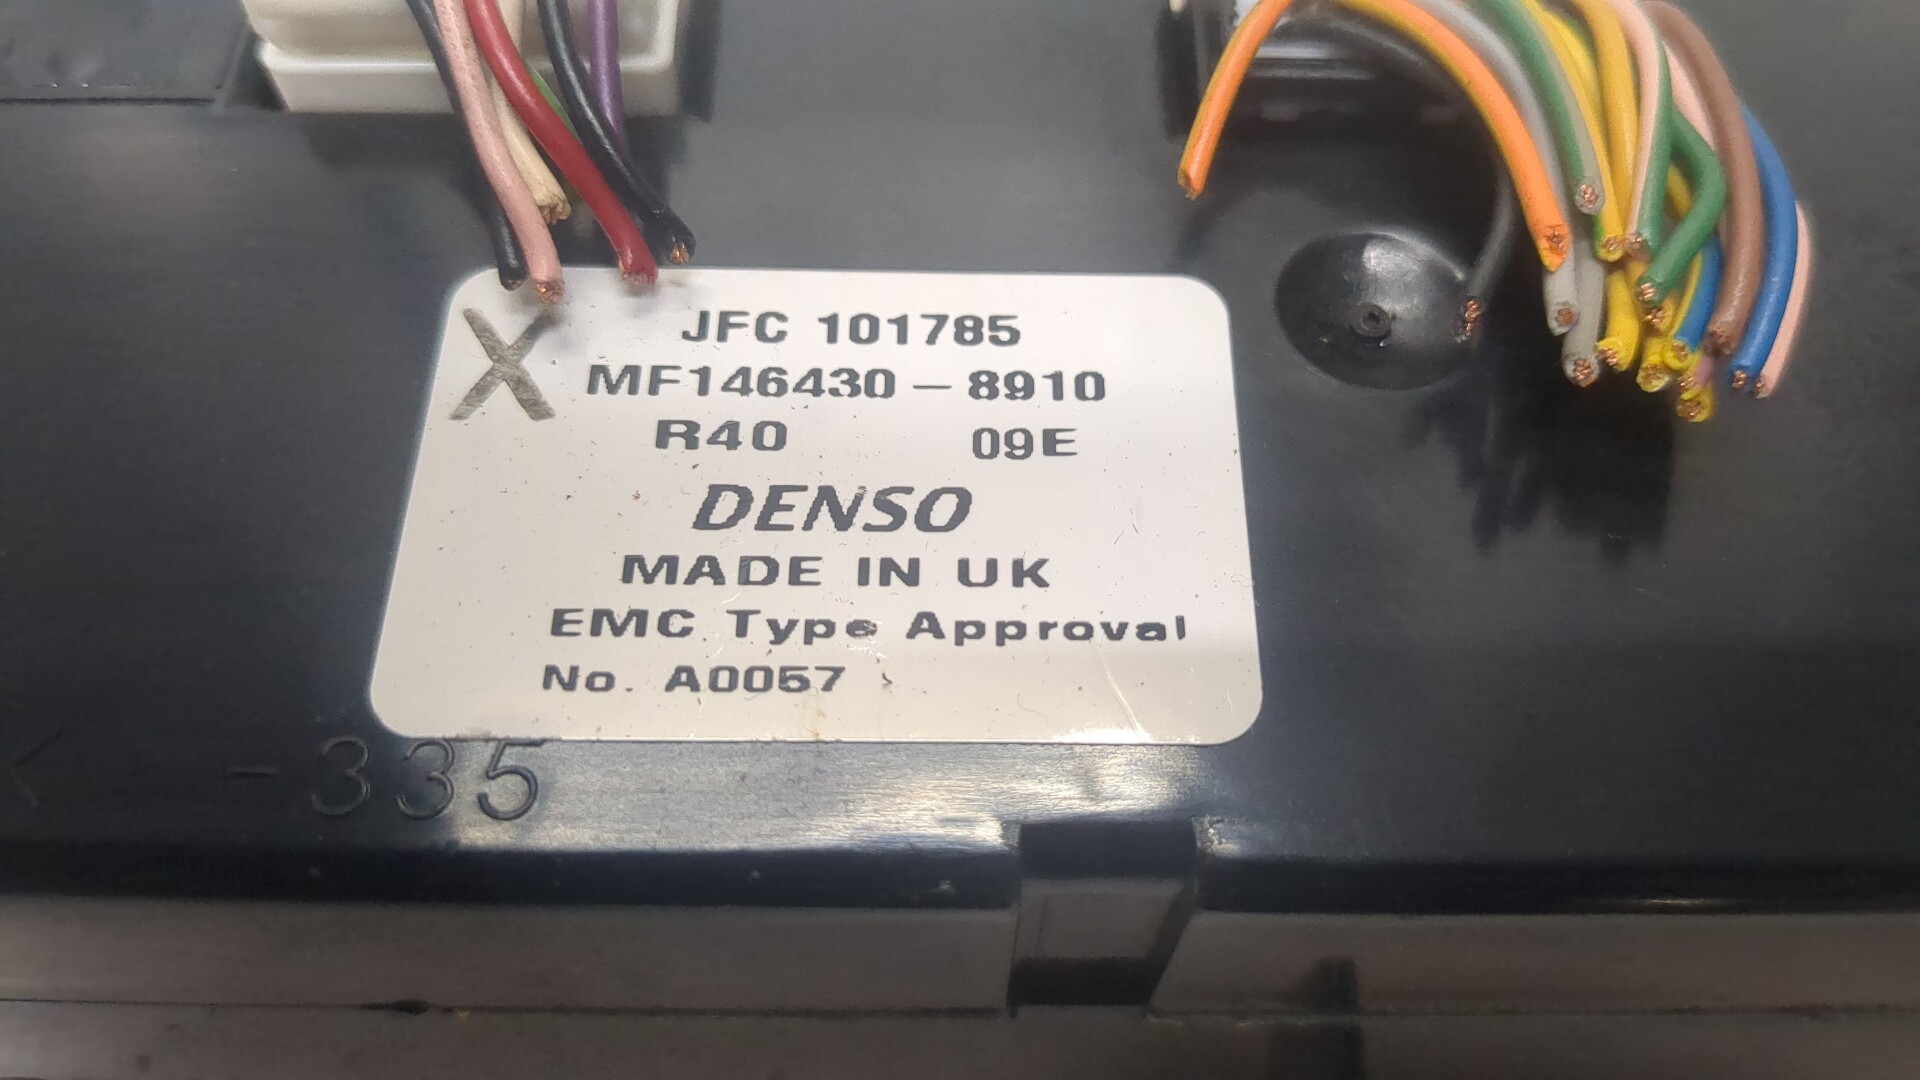 X
JFC 101785
MF146430-8910
R40 09E
DENSO
MADE IN UK
EMC Type Approval
No. A0057
-335